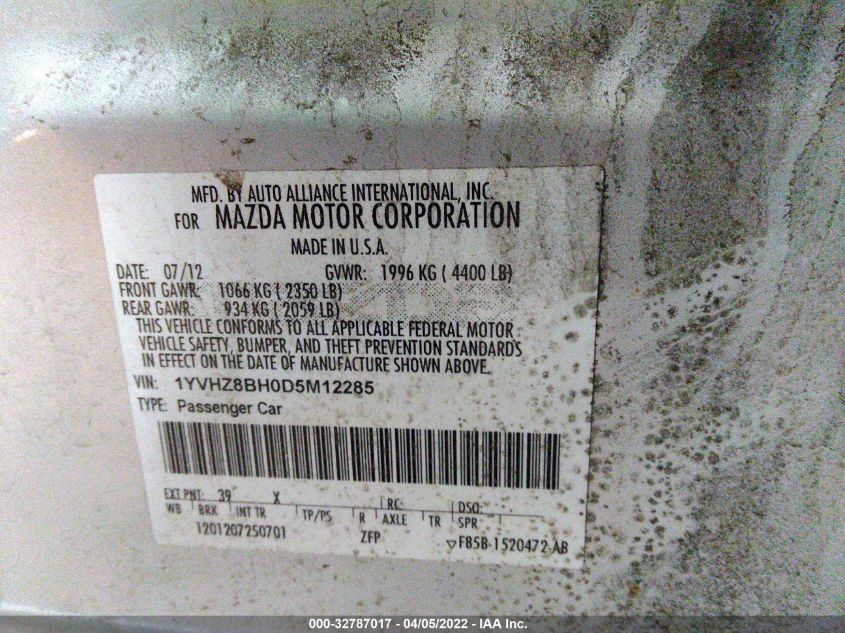 MFD. BY AUTO ALLIANCE INTERNATIONAL, INC.
FOR MAZDA MOTOR CORPORATION
MADE IN U.S.A.
DATE: 07/12 GVWR: 1996 KG ( 4400 LB)
FRONT GAWR: 1066 KG ( 2350 LB)
REAR GAWR: 934 KG ( 2059 LB)
THIS VEHICLE CONFORMS TO ALL APPLICABLE FEDERAL MOTOR
VEHICLE SAFETY, BUMPER, AND THEFT PREVENTION STANDARDS
IN EFFECT ON THE DATE OF MANUFACTURE SHOWN ABOVE.
VIN: 1YVHZ8BH0D5M12285
TYPE: Passenger Car
EXT PNT: 39 X RC: DSO:
WB BRK INT TR TP/PS R AXLE TR SPR
1201207250701 ZFP ▽F85B-1520472-AB
000-32787017 - 04/05/2022 - IAA Inc.